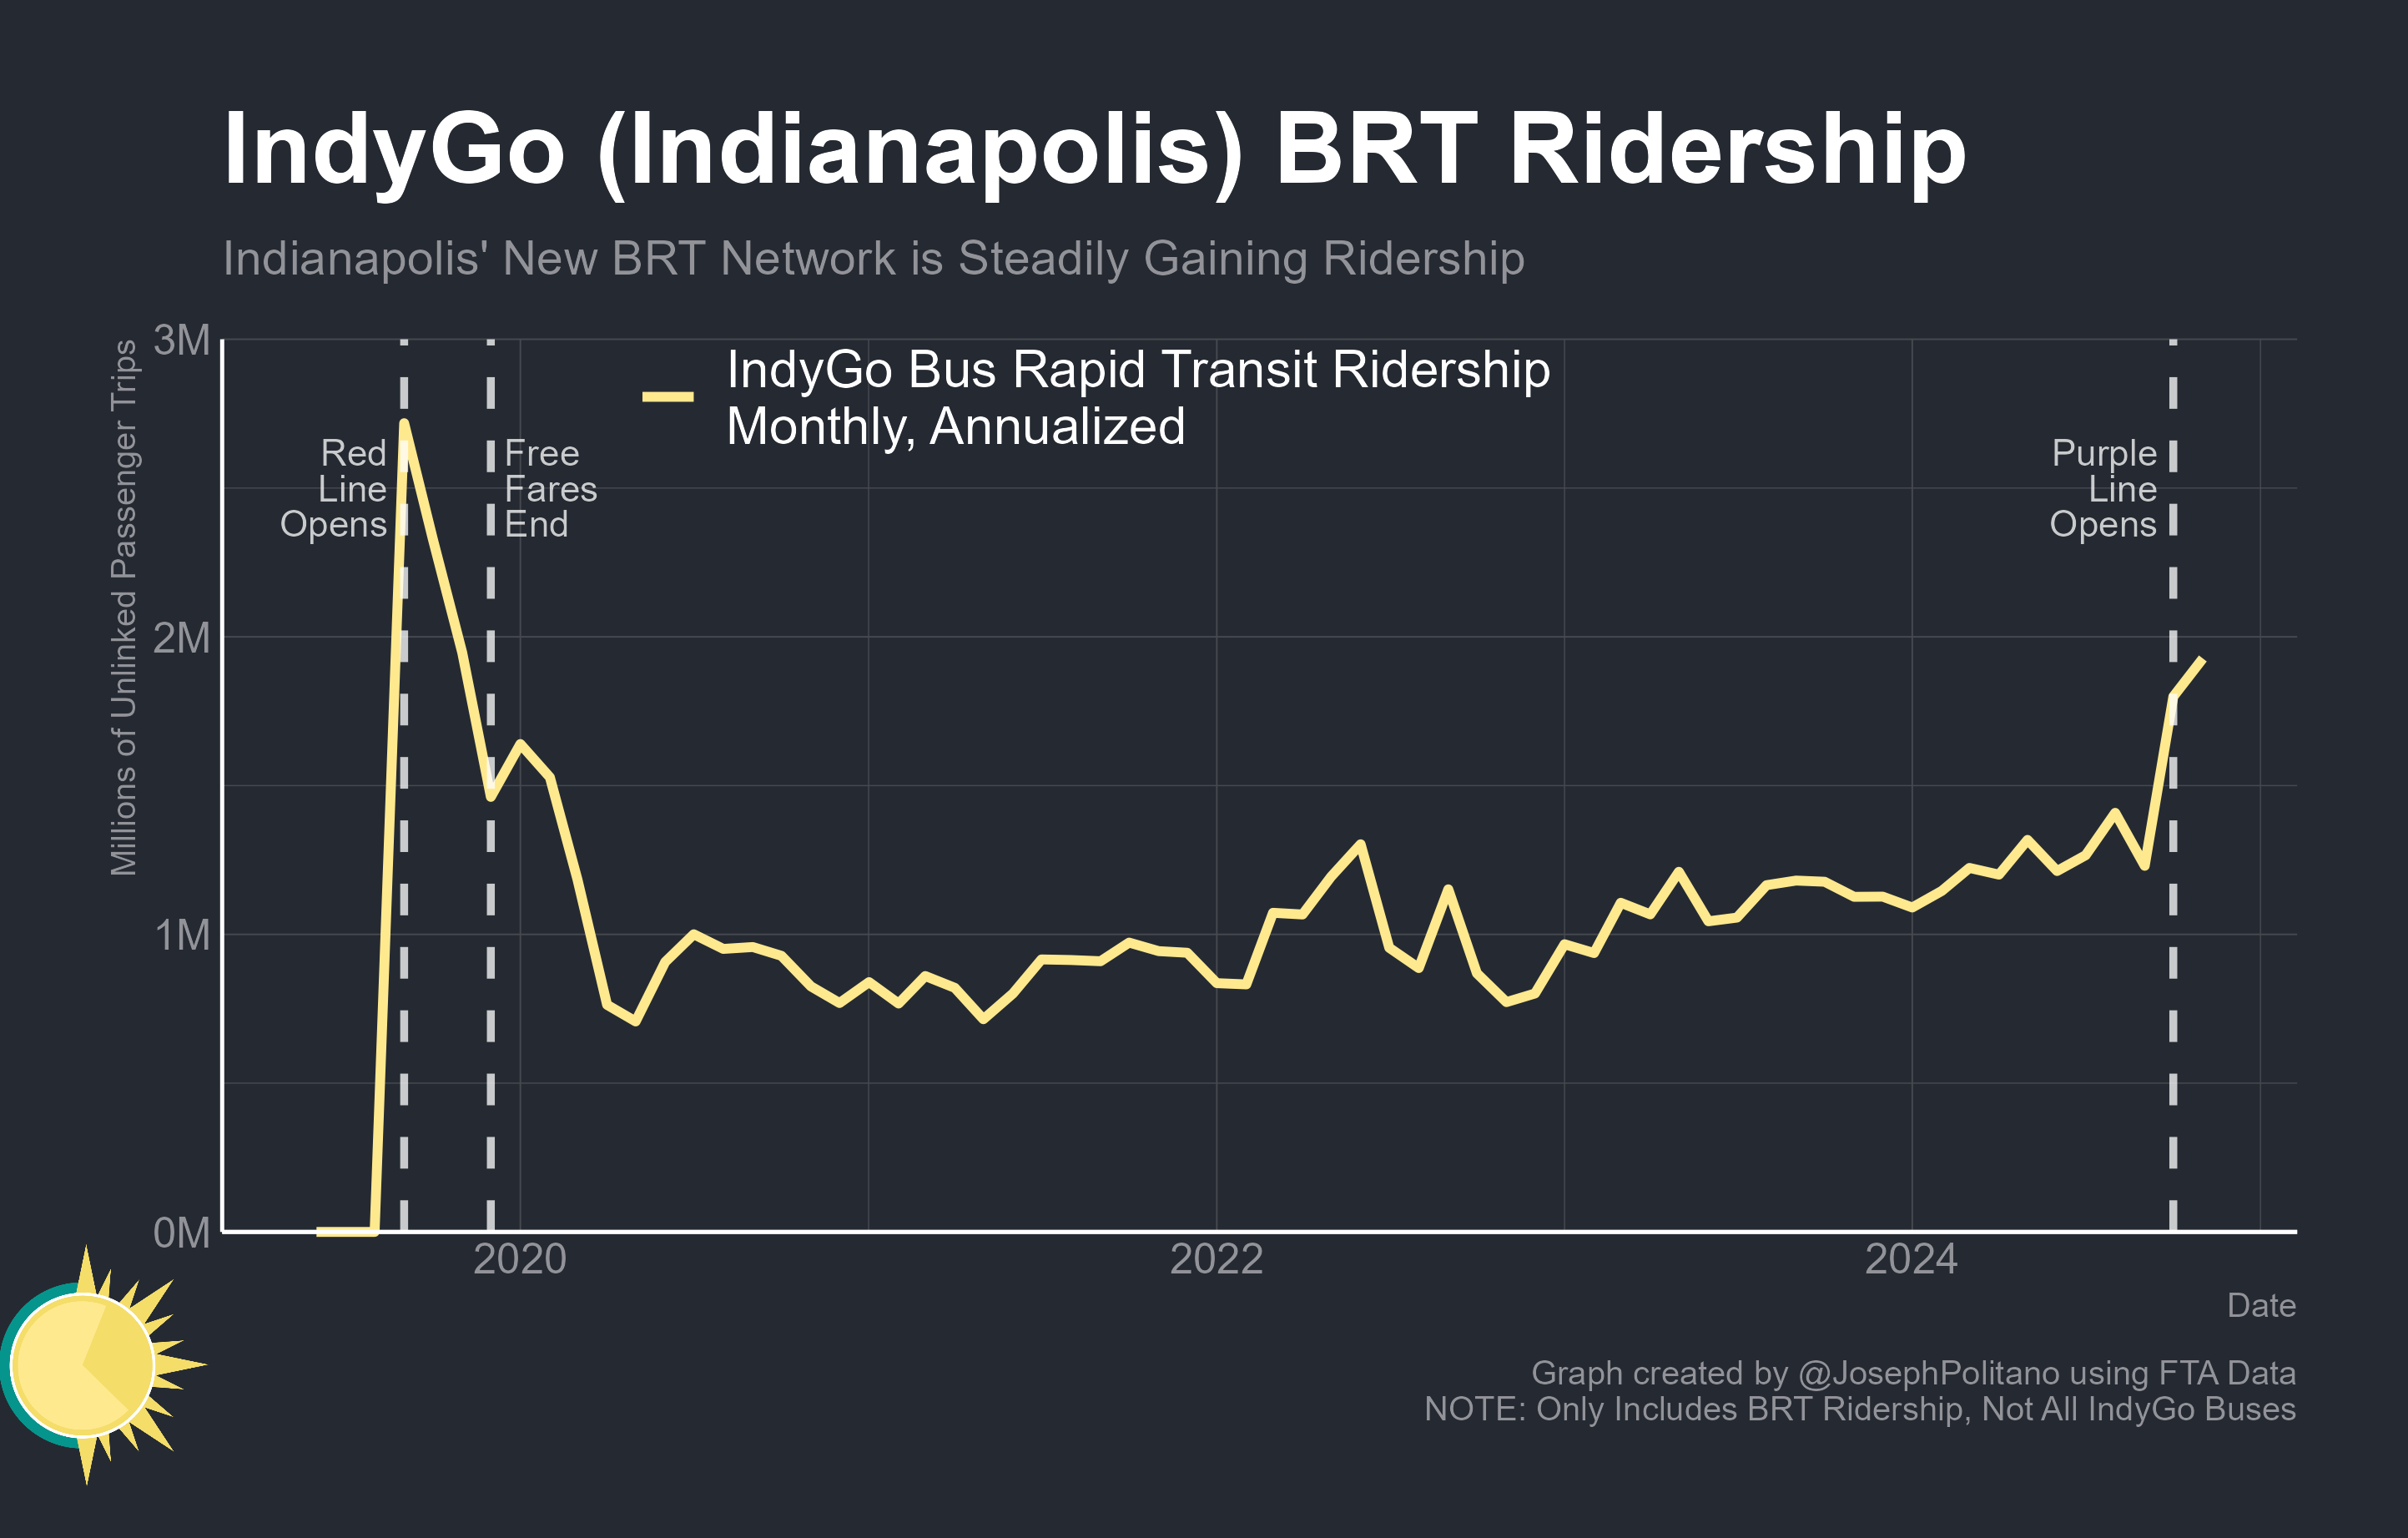 IndyGo (Indianapolis) BRT Ridership
Indianapolis' New BRT Network is Steadily Gaining Ridership
Millions of Unlinked Passenger Trips
3M
2M
1M
0M
IndyGo Bus Rapid Transit Ridership
Monthly, Annualized
Red
Line
Opens
Free
Fares
End
Purple
Line
Opens
2020
2022
2024
Date
Graph created by @JosephPolitano using FTA Data
NOTE: Only Includes BRT Ridership, Not All IndyGo Buses